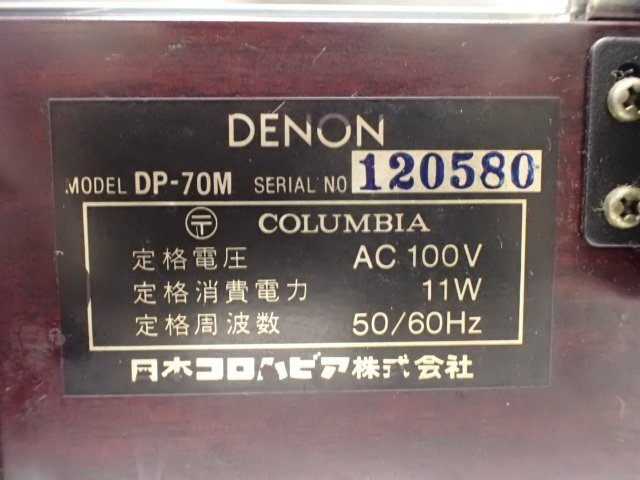 DENON
MODEL DP-70M SERIAL NO 120580
〒 COLUMBIA
定格電圧 AC 100V
定格消費電力 11W
定格周波数 50/60Hz
日本コロムビア株式会社